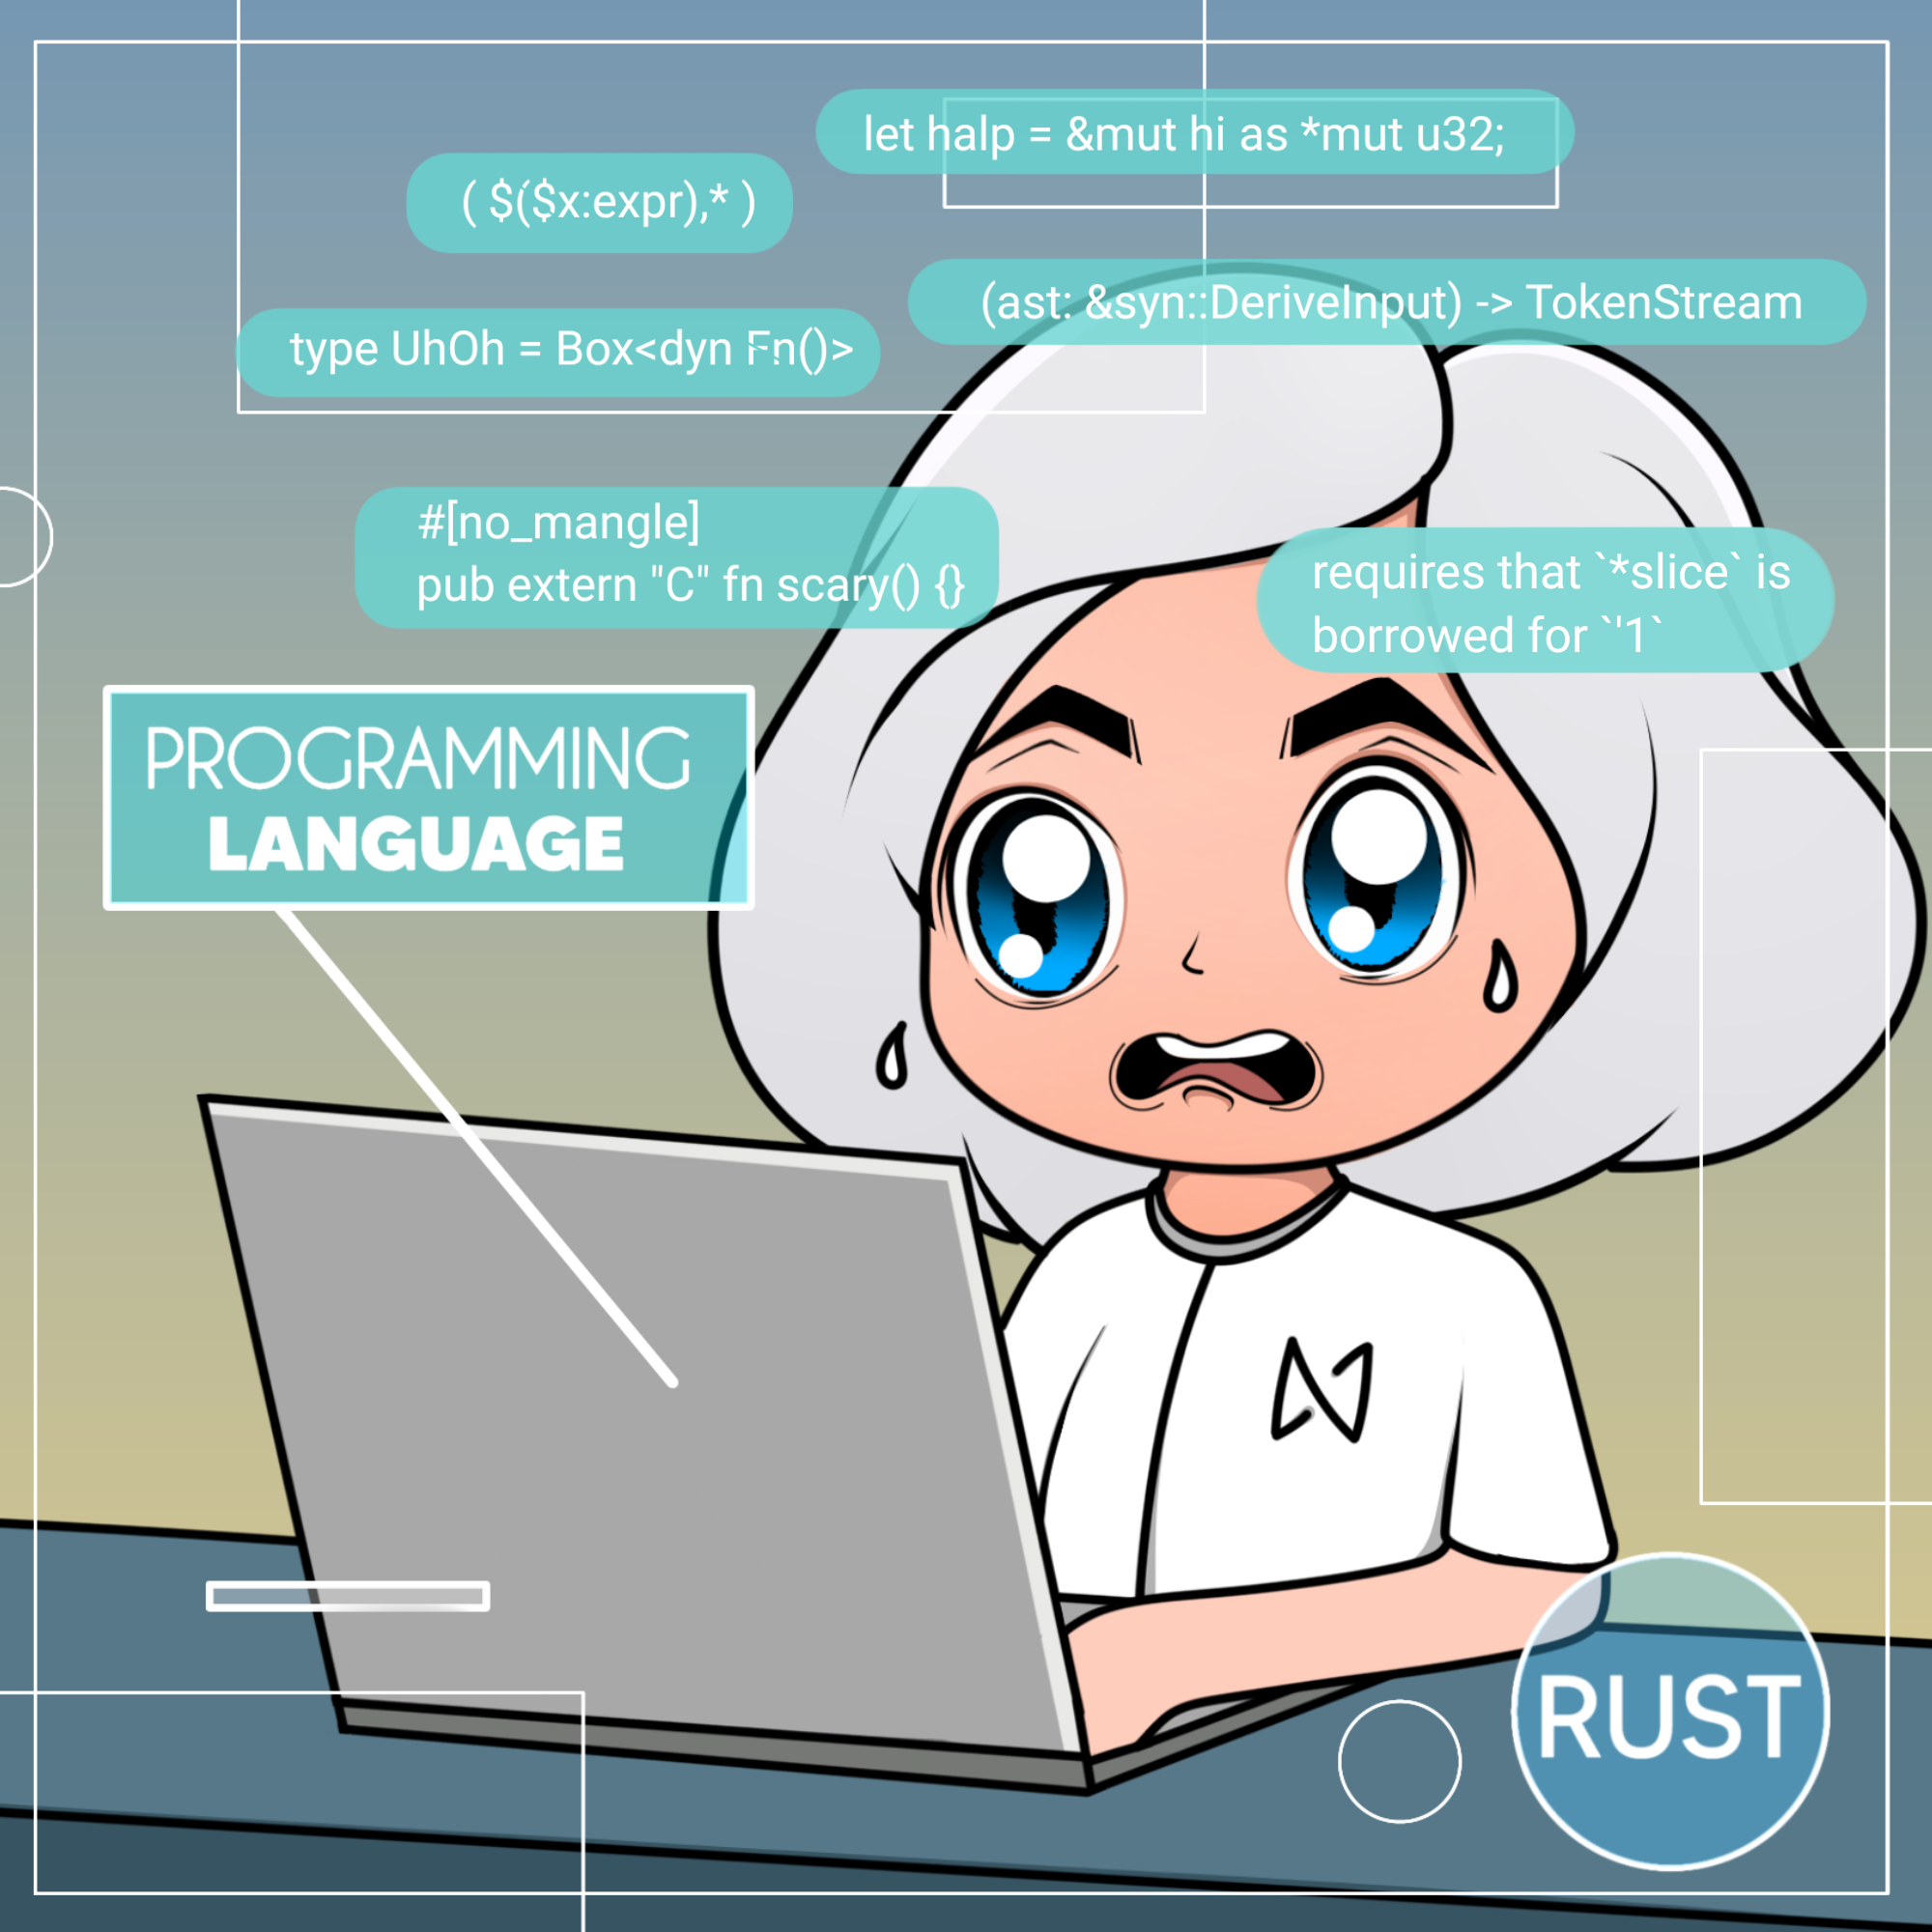 let halp = &mut hi as *mut u32;
( $($x:expr),* )
(ast: &syn::DeriveInput) -> TokenStream
type UhOh = Box<dyn Fn()>
#[no_mangle]
pub extern "C" fn scary() {}
requires that `*slice` is
borrowed for `'1`
PROGRAMMING
LANGUAGE
RUST